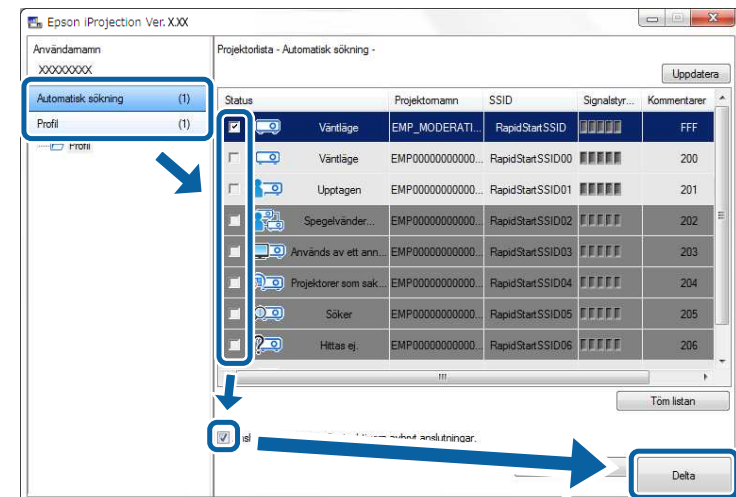 Epson iProjection Ver. X.XX
Användarnamn
XXXXXXXX
Automatisk sökning (1)
Profil (1)
Profil
Projektorlista - Automatisk sökning -
Uppdatera
Status Projektornamn SSID Signalstyr... Kommentarer
Väntläge EMP_MODERATI... RapidStartSSID FFF
Väntläge EMP00000000000... RapidStartSSID00 200
Upptagen EMP00000000000... RapidStartSSID01 201
Spegelvänder... EMP00000000000... RapidStartSSID02 202
Används av ett ann... EMP00000000000... RapidStartSSID03 203
Projektorer som sak... EMP00000000000... RapidStartSSID04 204
Söker EMP00000000000... RapidStartSSID05 205
Hittas ej. EMP00000000000... RapidStartSSID06 206
Töm listan
avbryt anslutningar.
Delta